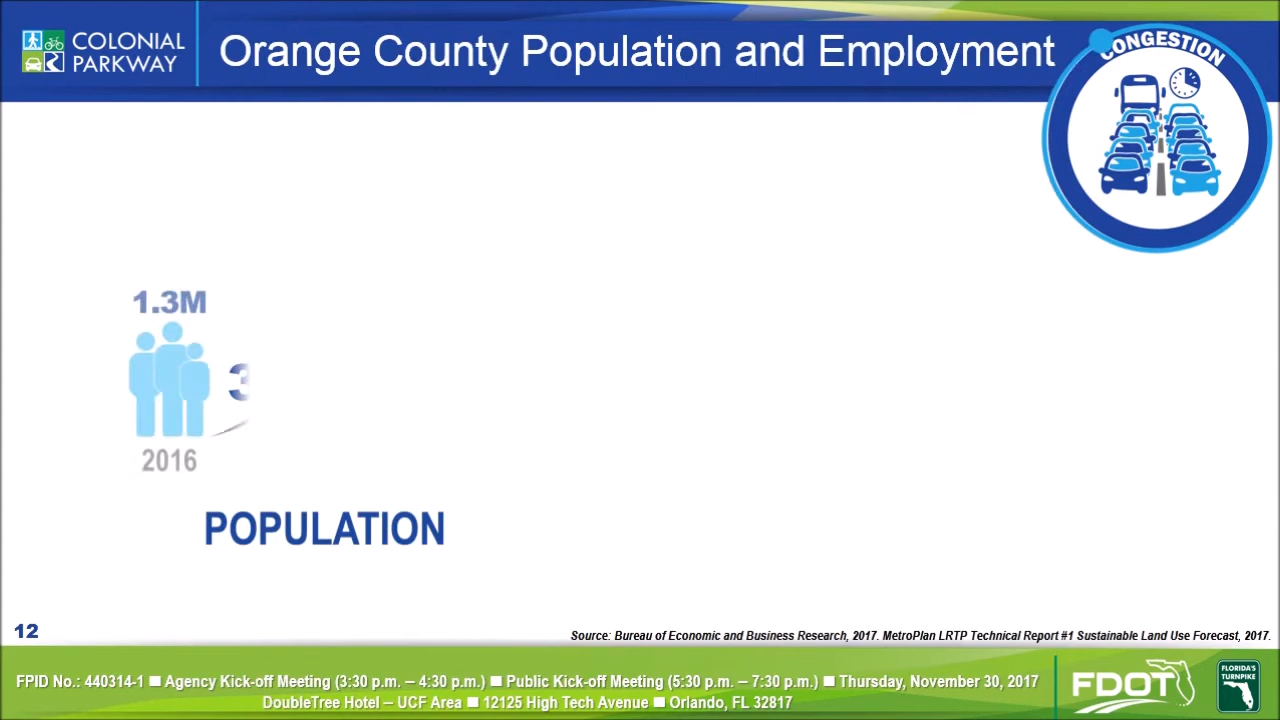 COLONIAL
PARKWAY
Orange County Population and Employment
CONGESTION
1.3M
3
2016
POPULATION
12
Source: Bureau of Economic and Business Research, 2017. MetroPlan LRTP Technical Report #1 Sustainable Land Use Forecast, 2017.
FPID No.: 440314-1 ■ Agency Kick-off Meeting (3:30 p.m. – 4:30 p.m.) ■ Public Kick-off Meeting (5:30 p.m. – 7:30 p.m.) ■ Thursday, November 30, 2017
DoubleTree Hotel – UCF Area ■ 12125 High Tech Avenue ■ Orlando, FL 32817
FDOT
FLORIDA'S
TURNPIKE